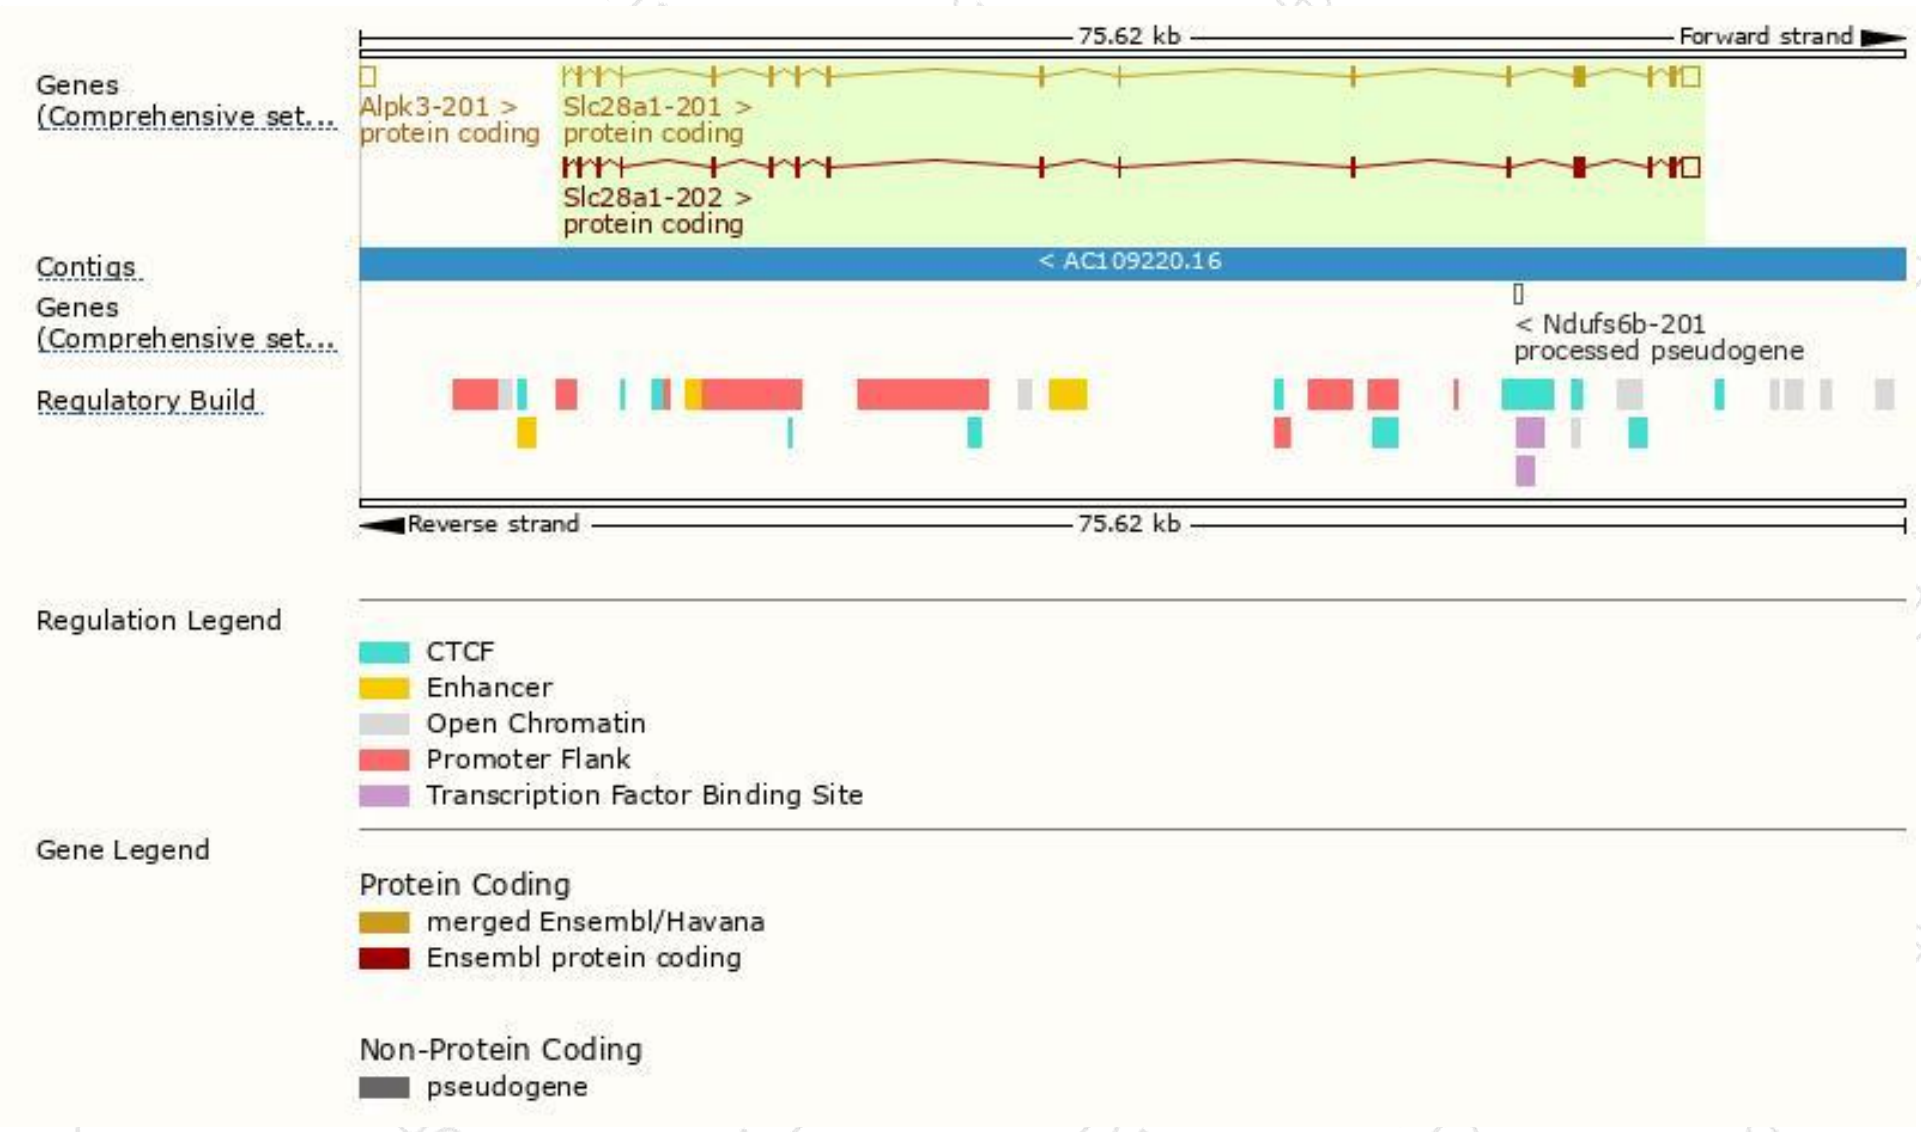 75.62 kb
Forward strand
Genes
(Comprehensive set...
Alpk3-201 >
protein coding
Slc28a1-201 >
protein coding
Slc28a1-202 >
protein coding
Contigs
< AC109220.16
Genes
(Comprehensive set...
< Ndufs6b-201
processed pseudogene
Regulatory Build
Reverse strand
75.62 kb
Regulation Legend
CTCF
Enhancer
Open Chromatin
Promoter Flank
Transcription Factor Binding Site
Gene Legend
Protein Coding
merged Ensembl/Havana
Ensembl protein coding
Non-Protein Coding
pseudogene